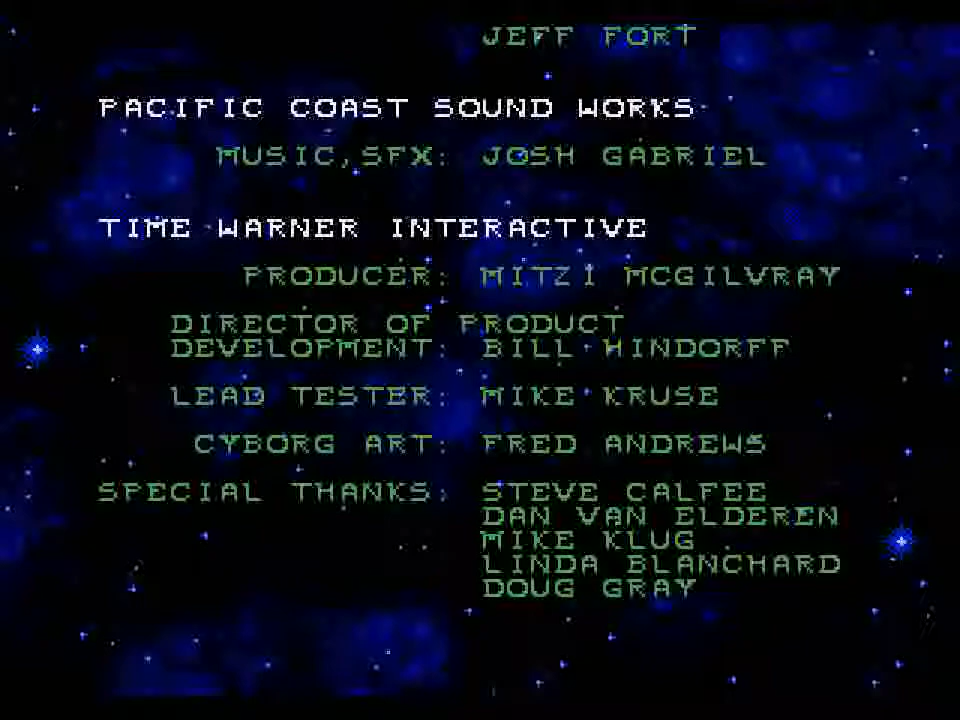 JEFF FORT
PACIFIC COAST SOUND WORKS
MUSIC,SFX: JOSH GABRIEL
TIME WARNER INTERACTIVE
PRODUCER: MITZI MCGILVRAY
DIRECTOR OF PRODUCT
DEVELOPMENT: BILL HINDORFF
LEAD TESTER: MIKE KRUSE
CYBORG ART: FRED ANDREWS
SPECIAL THANKS: STEVE CALFEE
DAN VAN ELDEREN
MIKE KLUG
LINDA BLANCHARD
DOUG GRAY